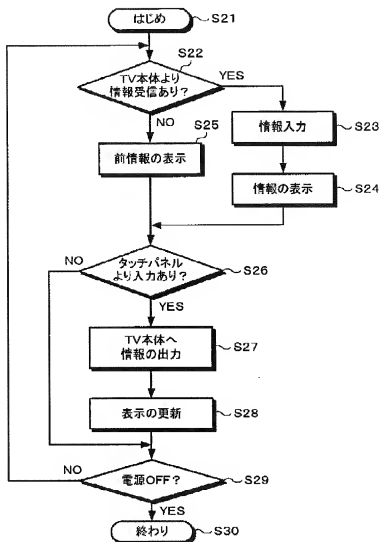 はじめ
S21
S22
TV本体より
情報受信あり?
YES
NO
S25
前情報の表示
情報入力
S23
情報の表示
S24
タッチパネル
より入力あり?
NO
S26
YES
TV本体へ
情報の出力
S27
表示の更新
S28
NO
電源OFF?
S29
YES
終わり
S30